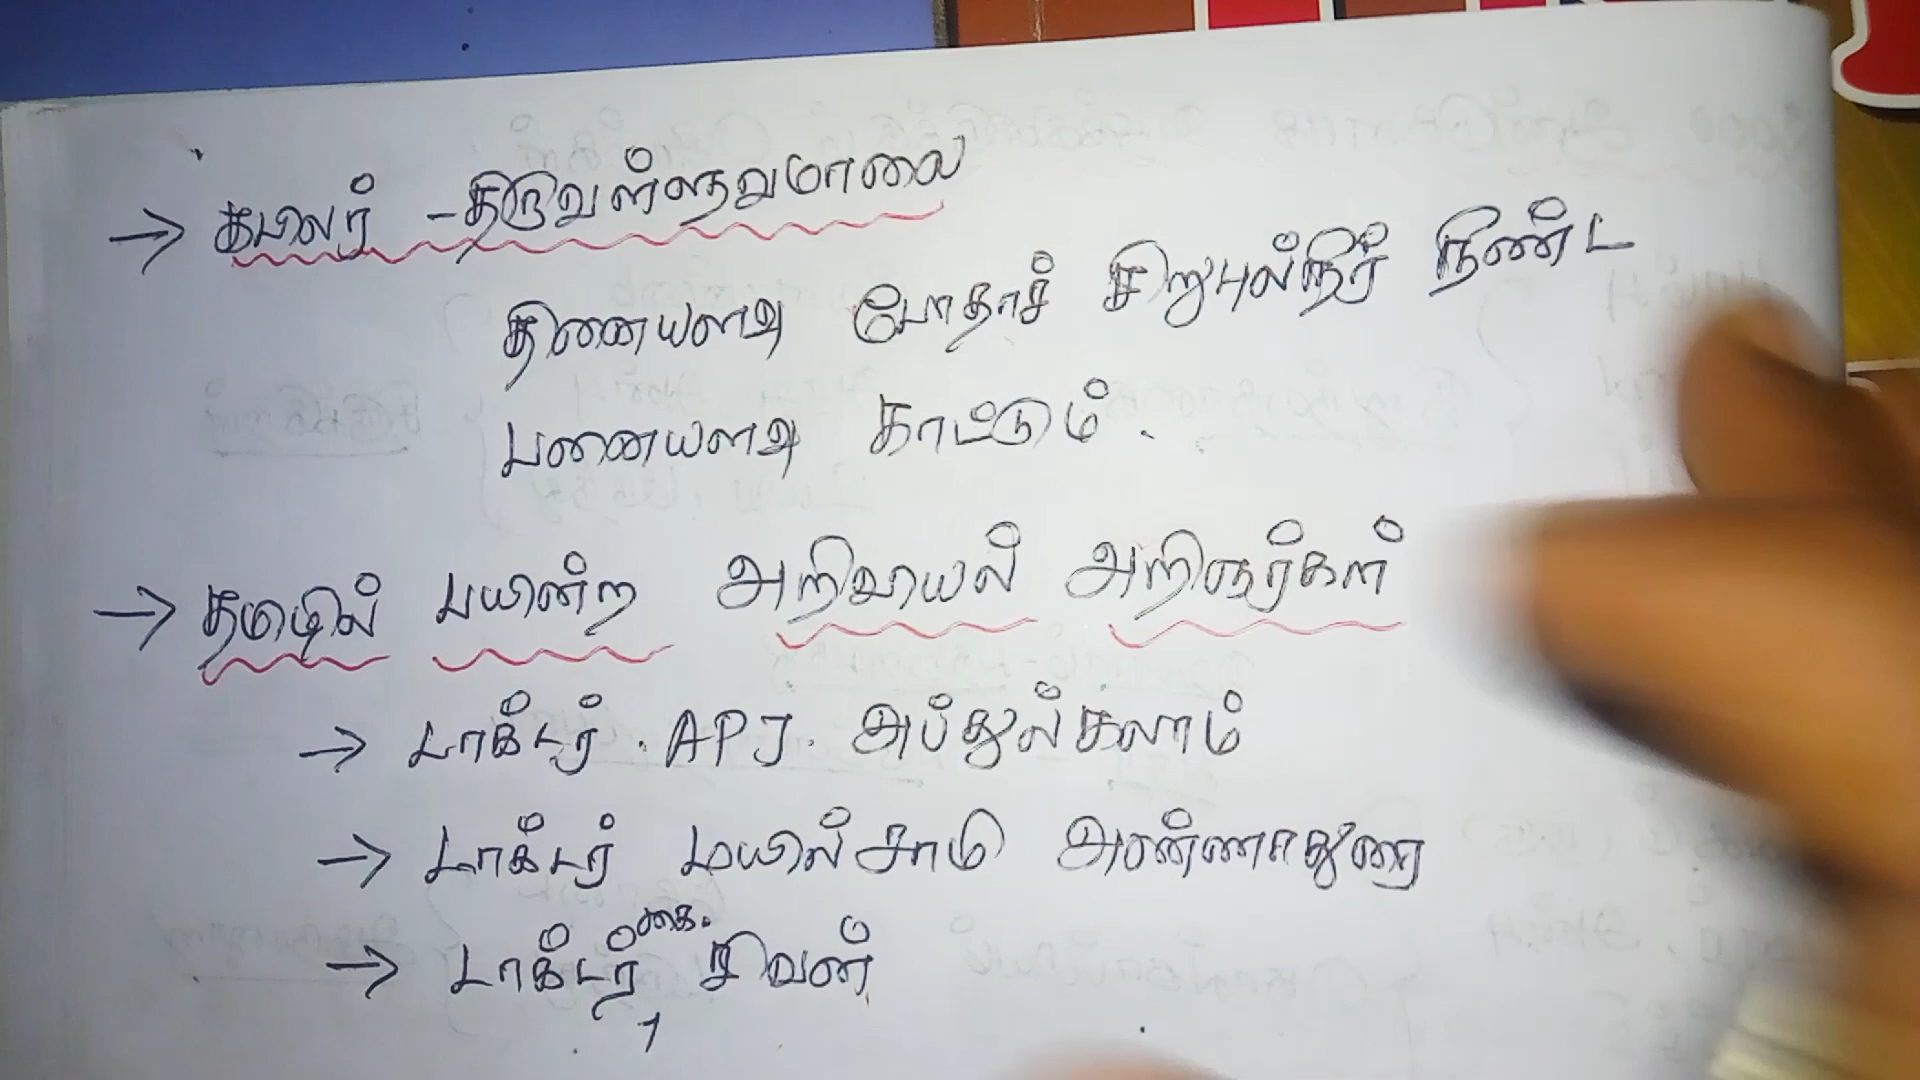 → கபிலர் - திருவள்ளுவமாலை
தினையளவு போதாச் சிறுபுல்நீர் நீண்ட
பனையளவு காட்டும்.
→ தமிழில் பயின்ற அறிவியல் அறிஞர்கள்
→ டாக்டர். APJ. அப்துல்கலாம்
→ டாக்டர் மயில்சாமி அண்ணாதுரை
→ டாக்டர் கை. சிவன்